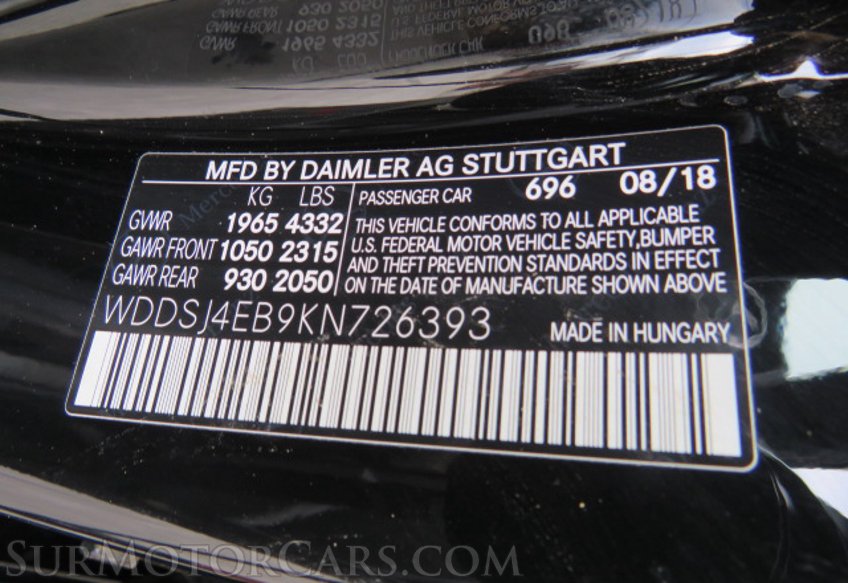 MFD BY DAIMLER AG STUTTGART
KG LBS
GVWR 1965 4332
GAWR FRONT 1050 2315
GAWR REAR 930 2050
PASSENGER CAR 696 08/18
THIS VEHICLE CONFORMS TO ALL APPLICABLE
U.S. FEDERAL MOTOR VEHICLE SAFETY, BUMPER
AND THEFT PREVENTION STANDARDS IN EFFECT
ON THE DATE OF MANUFACTURE SHOWN ABOVE
WDDSJ4EB9KN726393 MADE IN HUNGARY
SurMotorCars.com